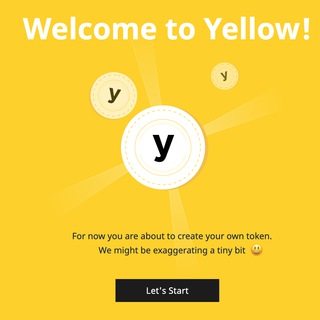 Welcome to Yellow!
y
y
y
For now you are about to create your own token.
We might be exaggerating a tiny bit 😃
Let's Start